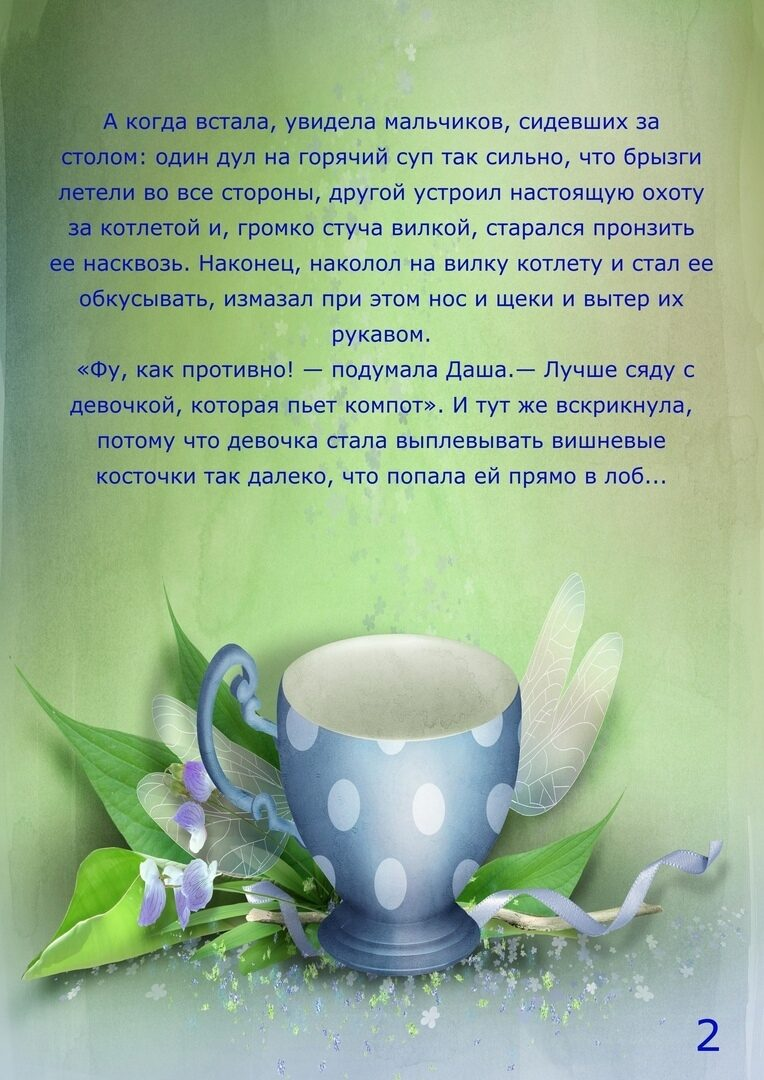 А когда встала, увидела мальчиков, сидевших за
столом: один дул на горячий суп так сильно, что брызги
летели во все стороны, другой устроил настоящую охоту
за котлетой и, громко стуча вилкой, старался пронзить
ее насквозь. Наконец, наколол на вилку котлету и стал ее
обкусывать, измазал при этом нос и щеки и вытер их
рукавом.
«Фу, как противно! — подумала Даша.— Лучше сяду с
девочкой, которая пьет компот». И тут же вскрикнула,
потому что девочка стала выплевывать вишневые
косточки так далеко, что попала ей прямо в лоб...
2